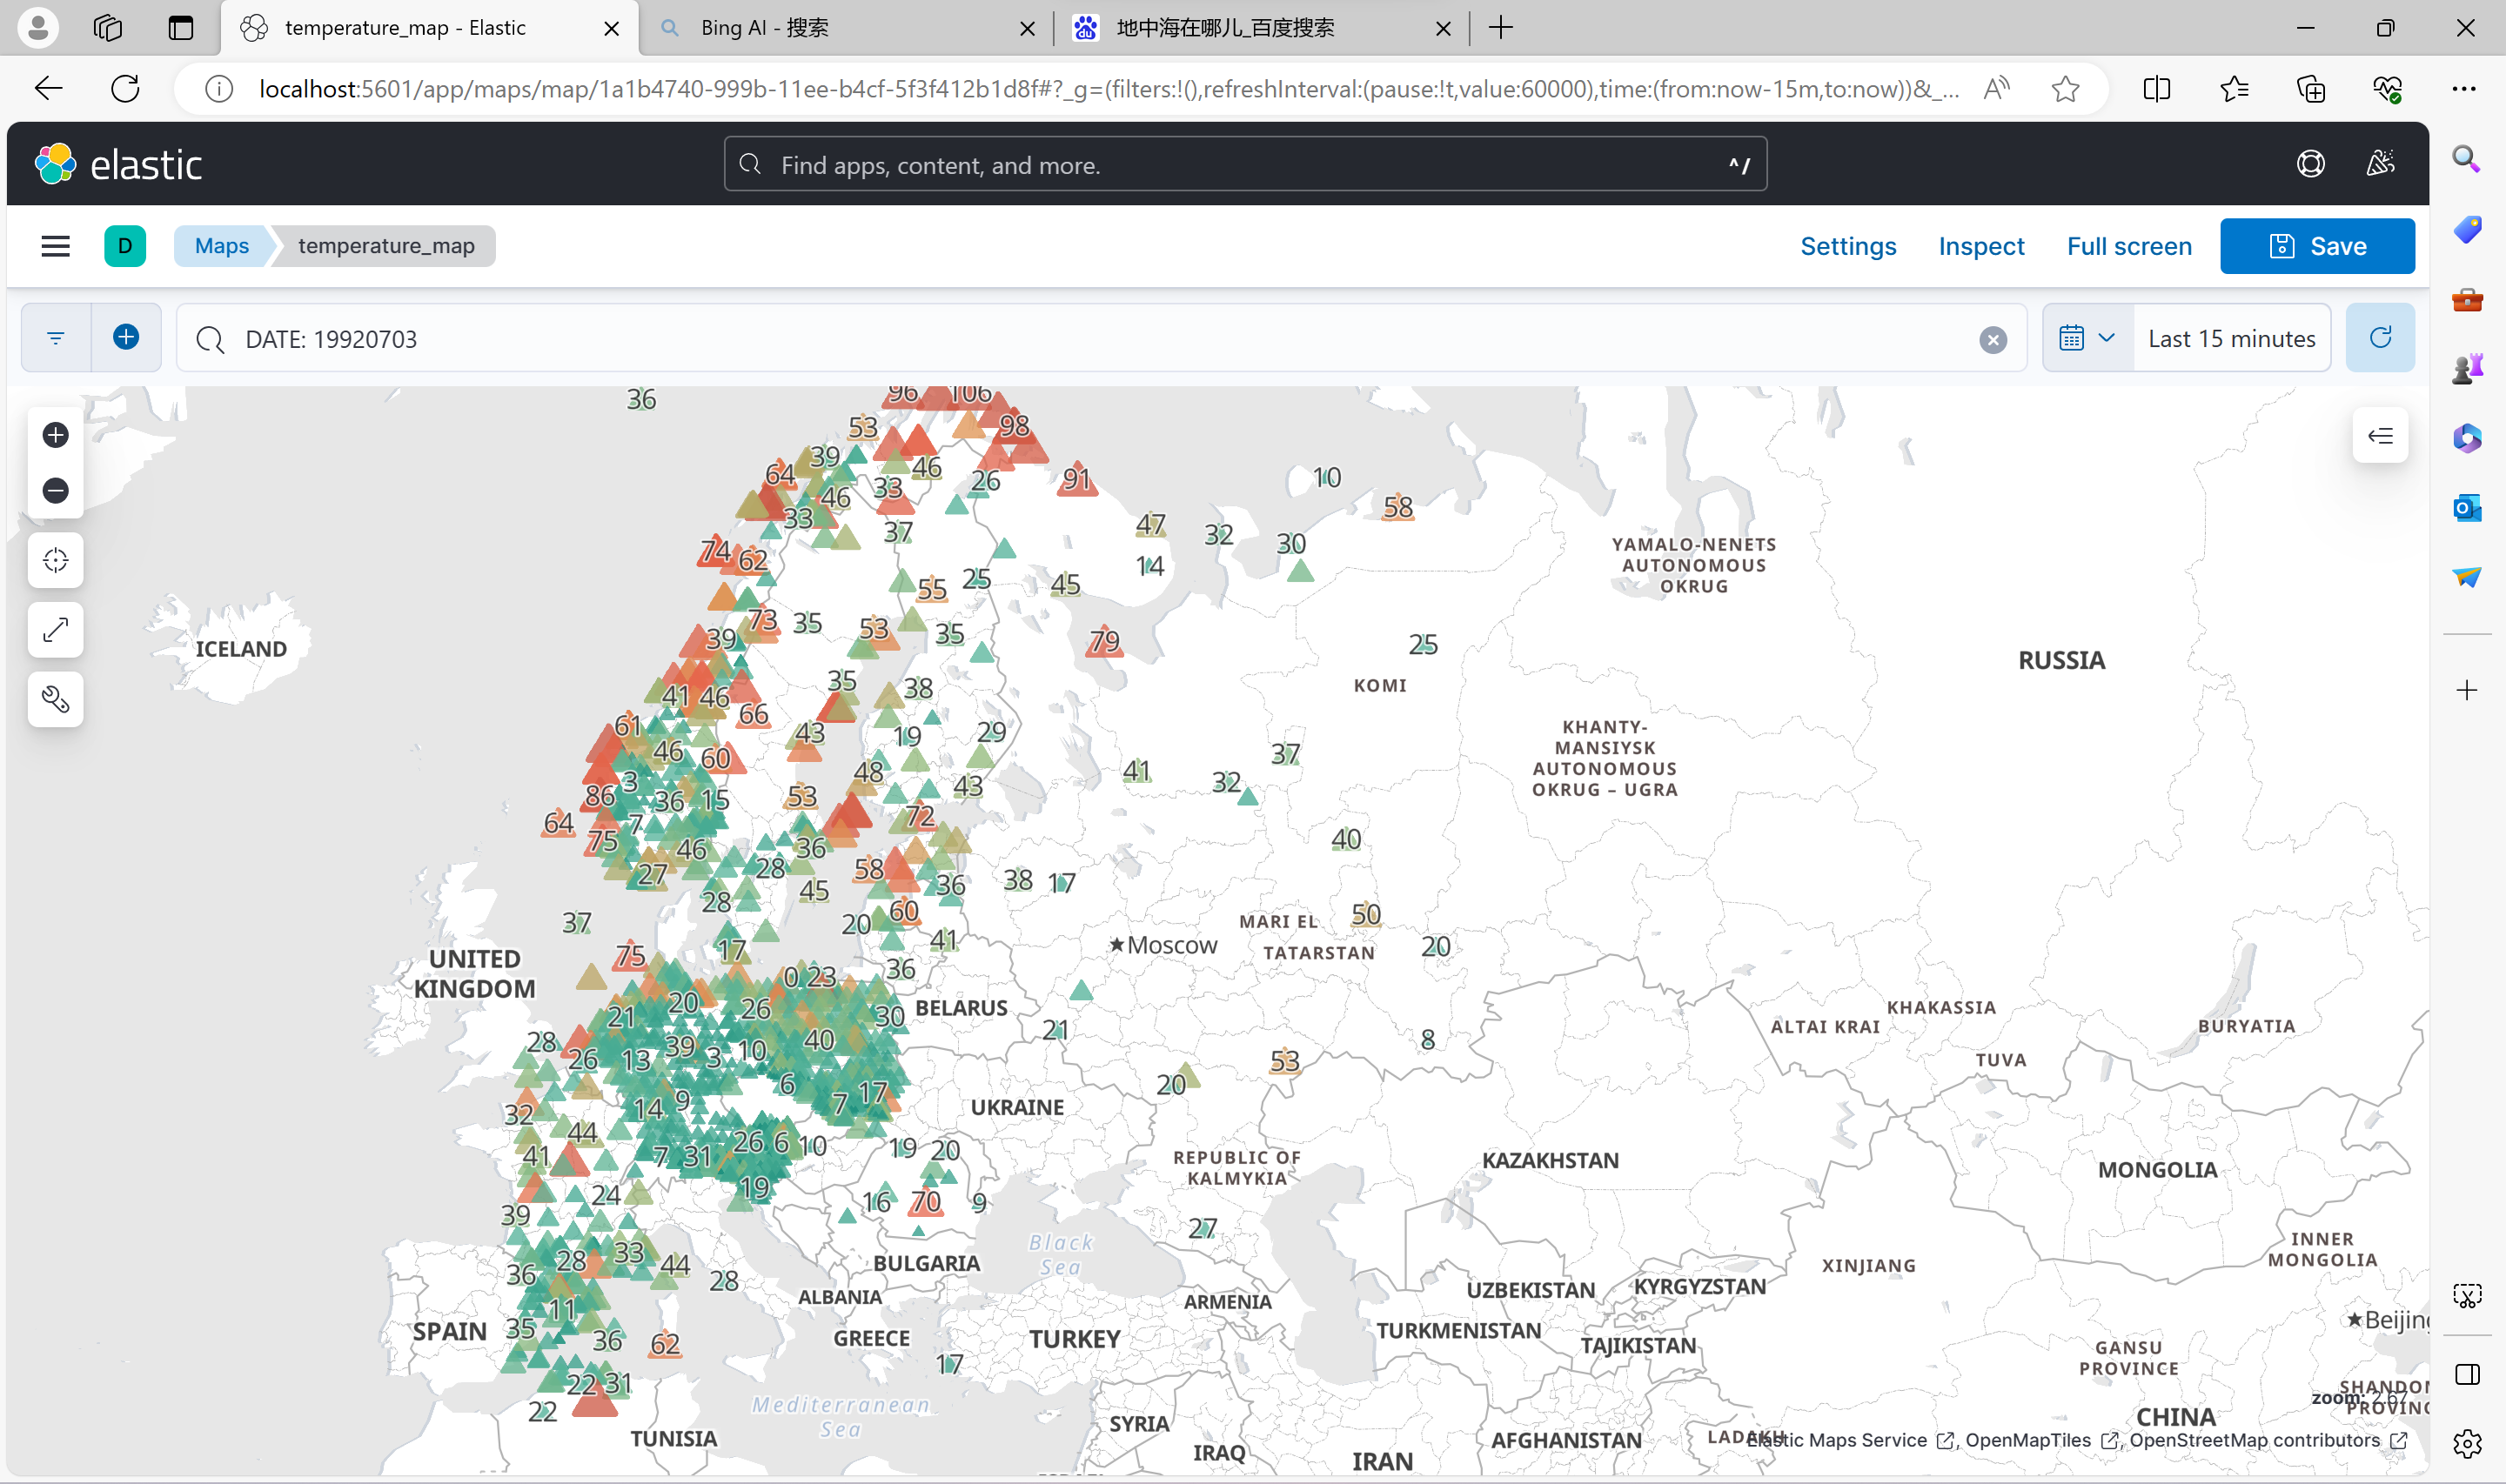 temperature_map - Elastic
Bing AI - 搜索
地中海在哪儿_百度搜索
localhost:5601/app/maps/map/1a1b4740-999b-11ee-b4cf-5f3f412b1d8f#?_g=(filters:!(),refreshInterval:(pause:!t,value:60000),time:(from:now-15m,to:now))&_...
elastic
Find apps, content, and more.
^/
D
Maps
temperature_map
Settings
Inspect
Full screen
Save
DATE: 19920703
Last 15 minutes
36
96 106
53 98
39 46
64 46 33 26 91 10
33 37 47 32 30 58
74 62 14
55 25 45
YAMALO-NENETS
AUTONOMOUS
OKRUG
73 35 53 35 79 25
39
ICELAND
RUSSIA
KOMI
35 38
41 46 66
61 43 19 29
46 60 37
KHANTY-
MANSIYSK
AUTONOMOUS
OKRUG – UGRA
3 48 43 41 32
86 36 15 53
64 7 72
75 46 36 40
27 28 58 36 38 17
28 45
37 20 60 41 50
MARI EL
Moscow
TATARSTAN
20
UNITED
KINGDOM
75 17 36
0 23
20 26
21 30
BELARUS
KHAKASSIA
ALTAI KRAI
BURYATIA
28 39 10 40 21 8
26 13 3 53
TUVA
6 20
14 9 7 17
UKRAINE
32
44 26 6 10 19 20
41 7 31
REPUBLIC OF
KALMYKIA
KAZAKHSTAN
MONGOLIA
24 19 16 70 9
39 27
Black
Sea
INNER
MONGOLIA
28 33 44
36 28
BULGARIA
XINJIANG
ALBANIA
ARMENIA
UZBEKISTAN
KYRGYZSTAN
11
SPAIN
35 36 62
GREECE
TURKEY
TURKMENISTAN
TAJIKISTAN
Beijing
GANSU
PROVINCE
17
22 31
22
Mediterranean
Sea
TUNISIA
SYRIA
IRAQ
IRAN
AFGHANISTAN
CHINA
Elastic Maps Service , OpenMapTiles , OpenStreetMap contributors